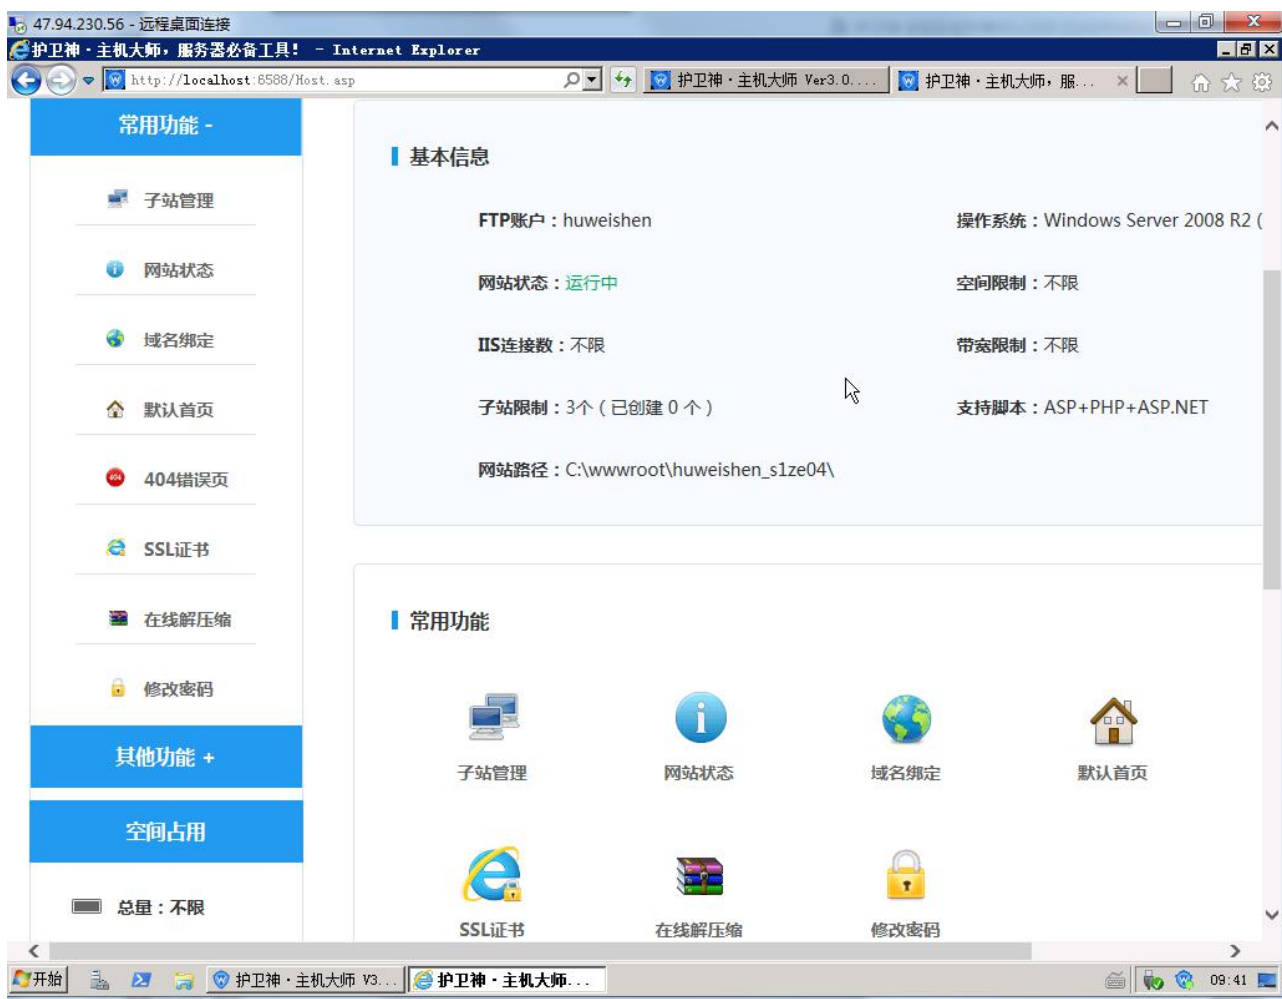 47.94.230.56 - 远程桌面连接
护卫神·主机大师，服务器必备工具！ - Internet Explorer
http://localhost:6588/Host.asp
护卫神·主机大师 Ver3.0....
护卫神·主机大师，服...
常用功能 -
子站管理
网站状态
域名绑定
默认首页
404错误页
SSL证书
在线解压缩
修改密码
其他功能 +
空间占用
总量：不限
基本信息
FTP账户：huweishen
操作系统：Windows Server 2008 R2 (
网站状态：运行中
空间限制：不限
IIS连接数：不限
带宽限制：不限
子站限制：3个（已创建 0 个）
支持脚本：ASP+PHP+ASP.NET
网站路径：C:\wwwroot\huweishen_s1ze04\
常用功能
子站管理
网站状态
域名绑定
默认首页
SSL证书
在线解压缩
修改密码
开始
护卫神·主机大师 V3...
护卫神·主机大师...
09:41